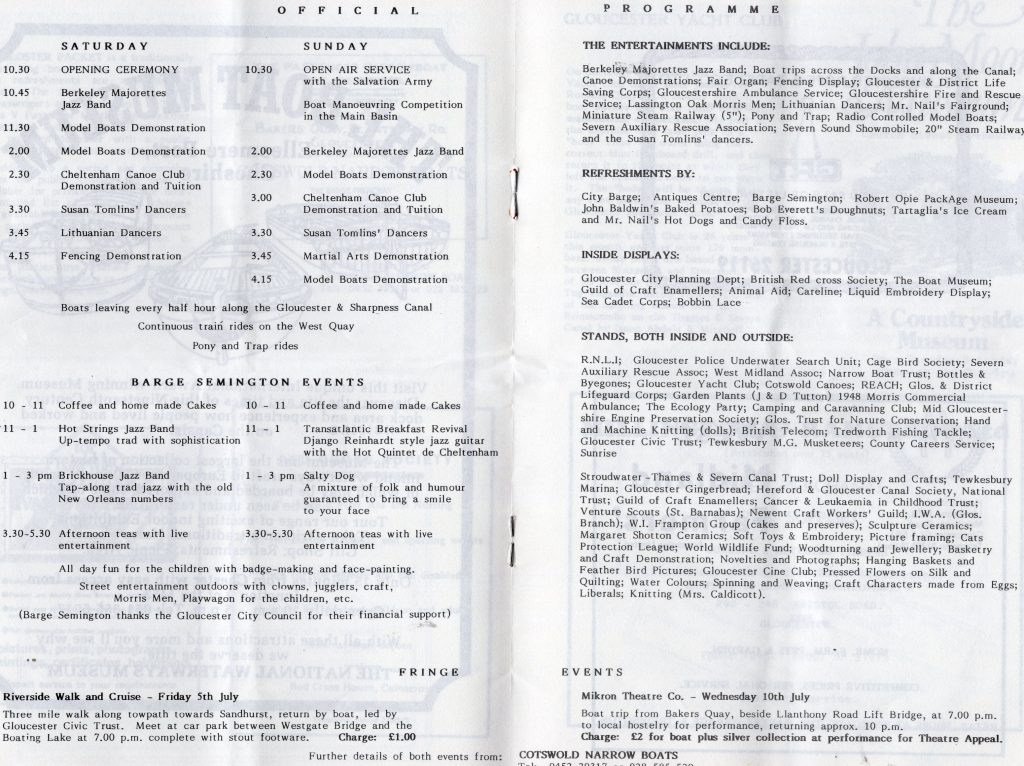 OFFICIAL
SATURDAY
10.30 OPENING CEREMONY
10.45 Berkeley Majorettes
Jazz Band
11.30 Model Boats Demonstration
2.00 Model Boats Demonstration
2.30 Cheltenham Canoe Club
Demonstration and Tuition
3.30 Susan Tomlins' Dancers
3.45 Lithuanian Dancers
4.15 Fencing Demonstration
SUNDAY
10.30 OPEN AIR SERVICE
with the Salvation Army
Boat Manoeuvring Competition
in the Main Basin
2.00 Berkeley Majorettes Jazz Band
2.30 Model Boats Demonstration
3.00 Cheltenham Canoe Club
Demonstration and Tuition
3.30 Susan Tomlins' Dancers
3.45 Martial Arts Demonstration
4.15 Model Boats Demonstration
Boats leaving every half hour along the Gloucester & Sharpness Canal
Continuous train rides on the West Quay
Pony and Trap rides
BARGE SEMINGTON EVENTS
10 - 11 Coffee and home made Cakes
11 - 1 Hot Strings Jazz Band
Up-tempo trad with sophistication
1 - 3 pm Brickhouse Jazz Band
Tap-along trad jazz with the old
New Orleans numbers
3.30-5.30 Afternoon teas with live
entertainment
10 - 11 Coffee and home made Cakes
11 - 1 Transatlantic Breakfast Revival
Django Reinhardt style jazz guitar
with the Hot Quintet de Cheltenham
1 - 3 pm Salty Dog
A mixture of folk and humour
guaranteed to bring a smile
to your face
3.30-5.30 Afternoon teas with live
entertainment
All day fun for the children with badge-making and face-painting.
Street entertainment outdoors with clowns, jugglers, craft,
Morris Men, Playwagon for the children, etc.
(Barge Semington thanks the Gloucester City Council for their financial support)
FRINGE
Riverside Walk and Cruise - Friday 5th July
Three mile walk along towpath towards Sandhurst, return by boat, led by
Gloucester Civic Trust. Meet at car park between Westgate Bridge and the
Boating Lake at 7.00 p.m. complete with stout footware. Charge: £1.00
Further details of both events from:
PROGRAMME
THE ENTERTAINMENTS INCLUDE:
Berkeley Majorettes Jazz Band; Boat trips across the Docks and along the Canal;
Canoe Demonstrations; Fair Organ; Fencing Display; Gloucester & District Life
Saving Corps; Gloucestershire Ambulance Service; Gloucestershire Fire and Rescue
Service; Lassington Oak Morris Men; Lithuanian Dancers; Mr. Nail's Fairground;
Miniature Steam Railway (5"); Pony and Trap; Radio Controlled Model Boats;
Severn Auxiliary Rescue Association; Severn Sound Showmobile; 20" Steam Railway
and the Susan Tomlins' dancers.
REFRESHMENTS BY:
City Barge; Antiques Centre; Barge Semington; Robert Opie PackAge Museum;
John Baldwin's Baked Potatoes; Bob Everett's Doughnuts; Tartaglia's Ice Cream
and Mr. Nail's Hot Dogs and Candy Floss.
INSIDE DISPLAYS:
Gloucester City Planning Dept; British Red cross Society; The Boat Museum;
Guild of Craft Enamellers; Animal Aid; Careline; Liquid Embroidery Display;
Sea Cadet Corps; Bobbin Lace
STANDS, BOTH INSIDE AND OUTSIDE:
R.N.L.I; Gloucester Police Underwater Search Unit; Cage Bird Society; Severn
Auxiliary Rescue Assoc; West Midland Assoc; Narrow Boat Trust; Bottles &
Byegones; Gloucester Yacht Club; Cotswold Canoes; REACH; Glos. & District
Lifeguard Corps; Garden Plants (J & D Tutton) 1948 Morris Commercial
Ambulance; The Ecology Party; Camping and Caravanning Club; Mid Gloucester-
shire Engine Preservation Society; Glos. Trust for Nature Conservation; Hand
and Machine Knitting (dolls); British Telecom; Tredworth Fishing Tackle;
Gloucester Civic Trust; Tewkesbury M.G. Musketeers; County Careers Service;
Sunrise
Stroudwater -Thames & Severn Canal Trust; Doll Display and Crafts; Tewkesbury
Marina; Gloucester Gingerbread; Hereford & Gloucester Canal Society, National
Trust; Guild of Craft Enamellers; Cancer & Leukaemia in Childhood Trust;
Venture Scouts (St. Barnabas); Newent Craft Workers' Guild; I.W.A. (Glos.
Branch); W.I. Frampton Group (cakes and preserves); Sculpture Ceramics;
Margaret Shotton Ceramics; Soft Toys & Embroidery; Picture framing; Cats
Protection League; World Wildlife Fund; Woodturning and Jewellery; Basketry
and Craft Demonstration; Novelties and Photographs; Hanging Baskets and
Feather Bird Pictures; Gloucester Cine Club; Pressed Flowers on Silk and
Quilting; Water Colours; Spinning and Weaving; Craft Characters made from Eggs;
Liberals; Knitting (Mrs. Caldicott).
EVENTS
Mikron Theatre Co. - Wednesday 10th July
Boat trip from Bakers Quay, beside Llanthony Road Lift Bridge, at 7.00 p.m.
to local hostelry for performance, returning approx. 10 p.m.
Charge: £2 for boat plus silver collection at performance for Theatre Appeal.
COTSWOLD NARROW BOATS